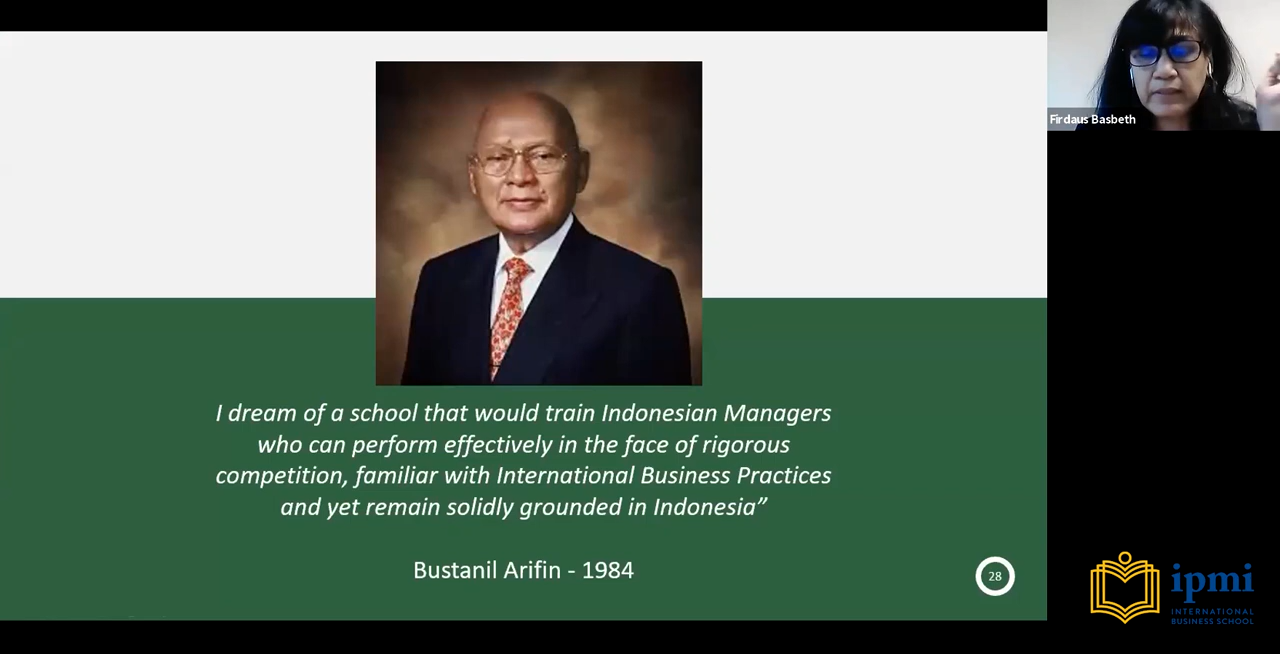 Firdaus Basbeth
I dream of a school that would train Indonesian Managers
who can perform effectively in the face of rigorous
competition, familiar with International Business Practices
and yet remain solidly grounded in Indonesia”
Bustanil Arifin - 1984
28
ipmi
INTERNATIONAL
BUSINESS SCHOOL